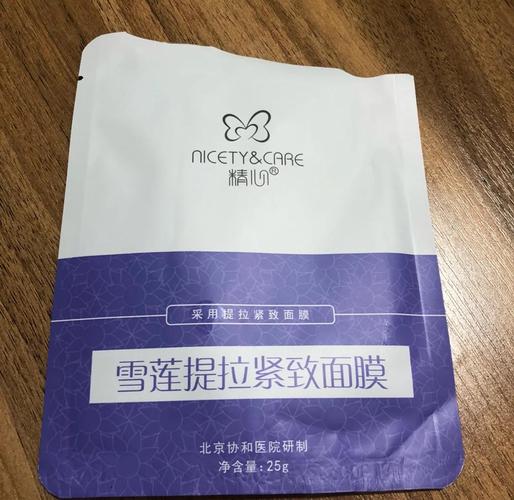 NICETY&CARE
精心®
采用提拉紧致面膜
雪莲提拉紧致面膜
北京协和医院研制
净含量:25g